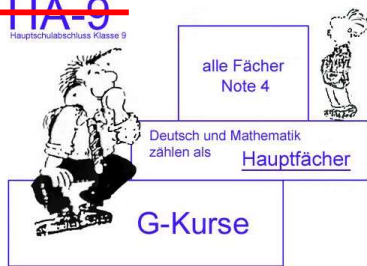 HA-9
Hauptschulabschluss Klasse 9
alle Fächer
Note 4
Deutsch und Mathematik
zählen als Hauptfächer
G-Kurse